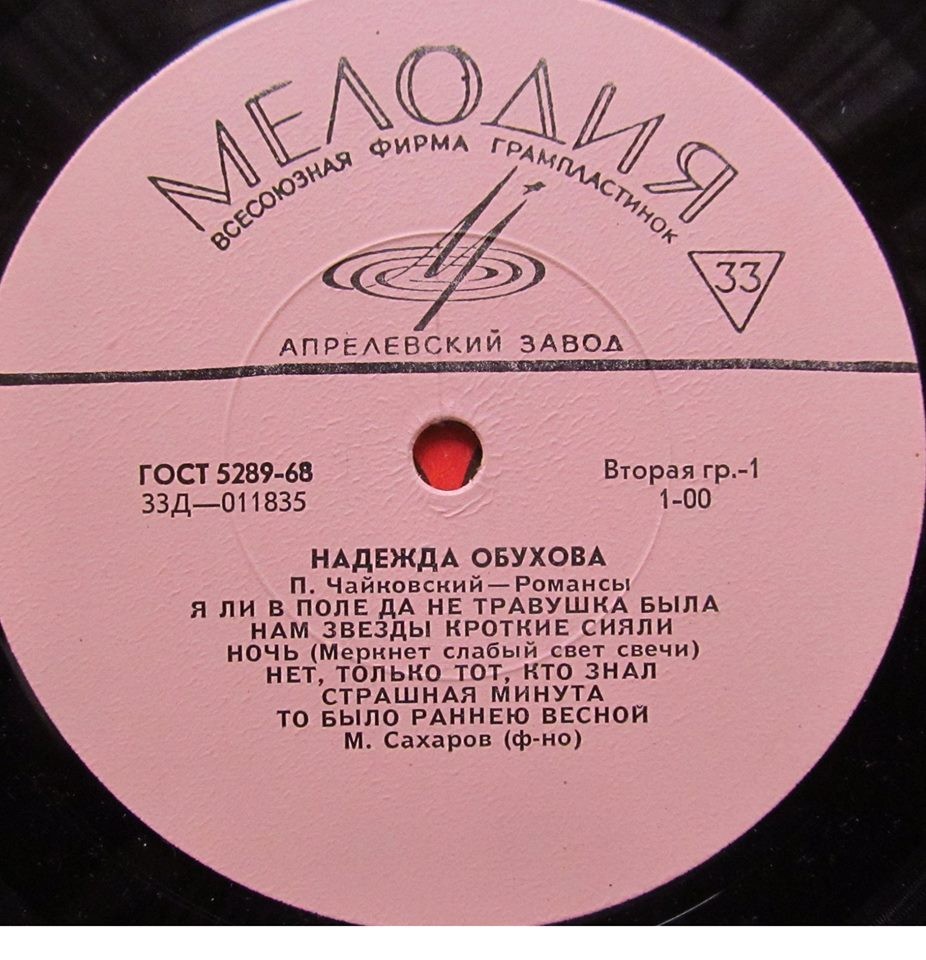 МЕЛОДИЯ
ВСЕСОЮЗНАЯ ФИРМА ГРАМПЛАСТИНОК
33
АПРЕЛЕВСКИЙ ЗАВОД
ГОСТ 5289-68
33Д—011835
Вторая гр.-1
1-00
НАДЕЖДА ОБУХОВА
П. Чайковский—Романсы
Я ЛИ В ПОЛЕ ДА НЕ ТРАВУШКА БЫЛА
НАМ ЗВЕЗДЫ КРОТКИЕ СИЯЛИ
НОЧЬ (Меркнет слабый свет свечи)
НЕТ, ТОЛЬКО ТОТ, КТО ЗНАЛ
СТРАШНАЯ МИНУТА
ТО БЫЛО РАННЕЮ ВЕСНОЙ
М. Сахаров (ф-но)